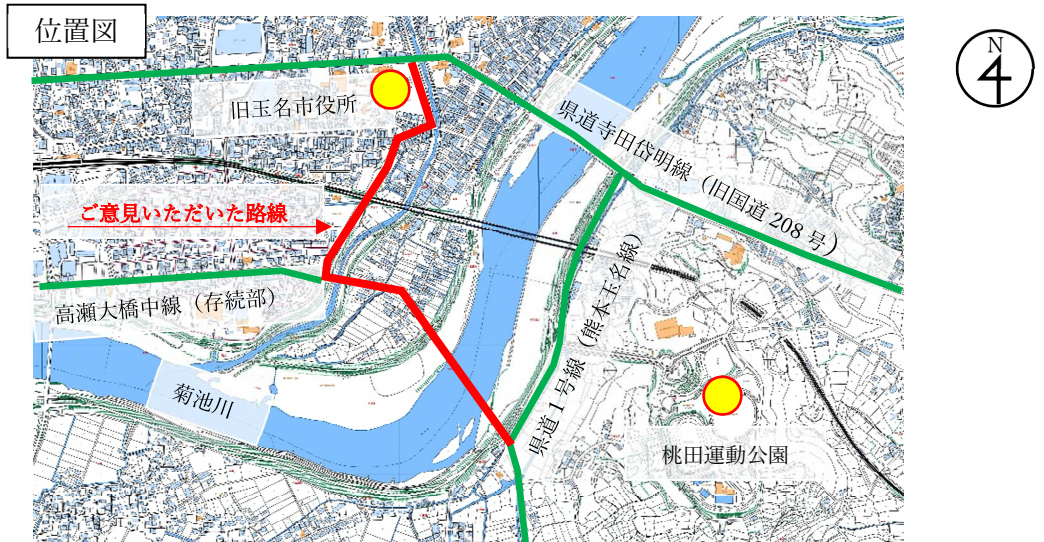 位置図
N
旧玉名市役所
県道寺田岱明線（旧国道208号）
ご意見いただいた路線
高瀬大橋中線（存続部）
県道1号線（熊本玉名線）
菊池川
桃田運動公園